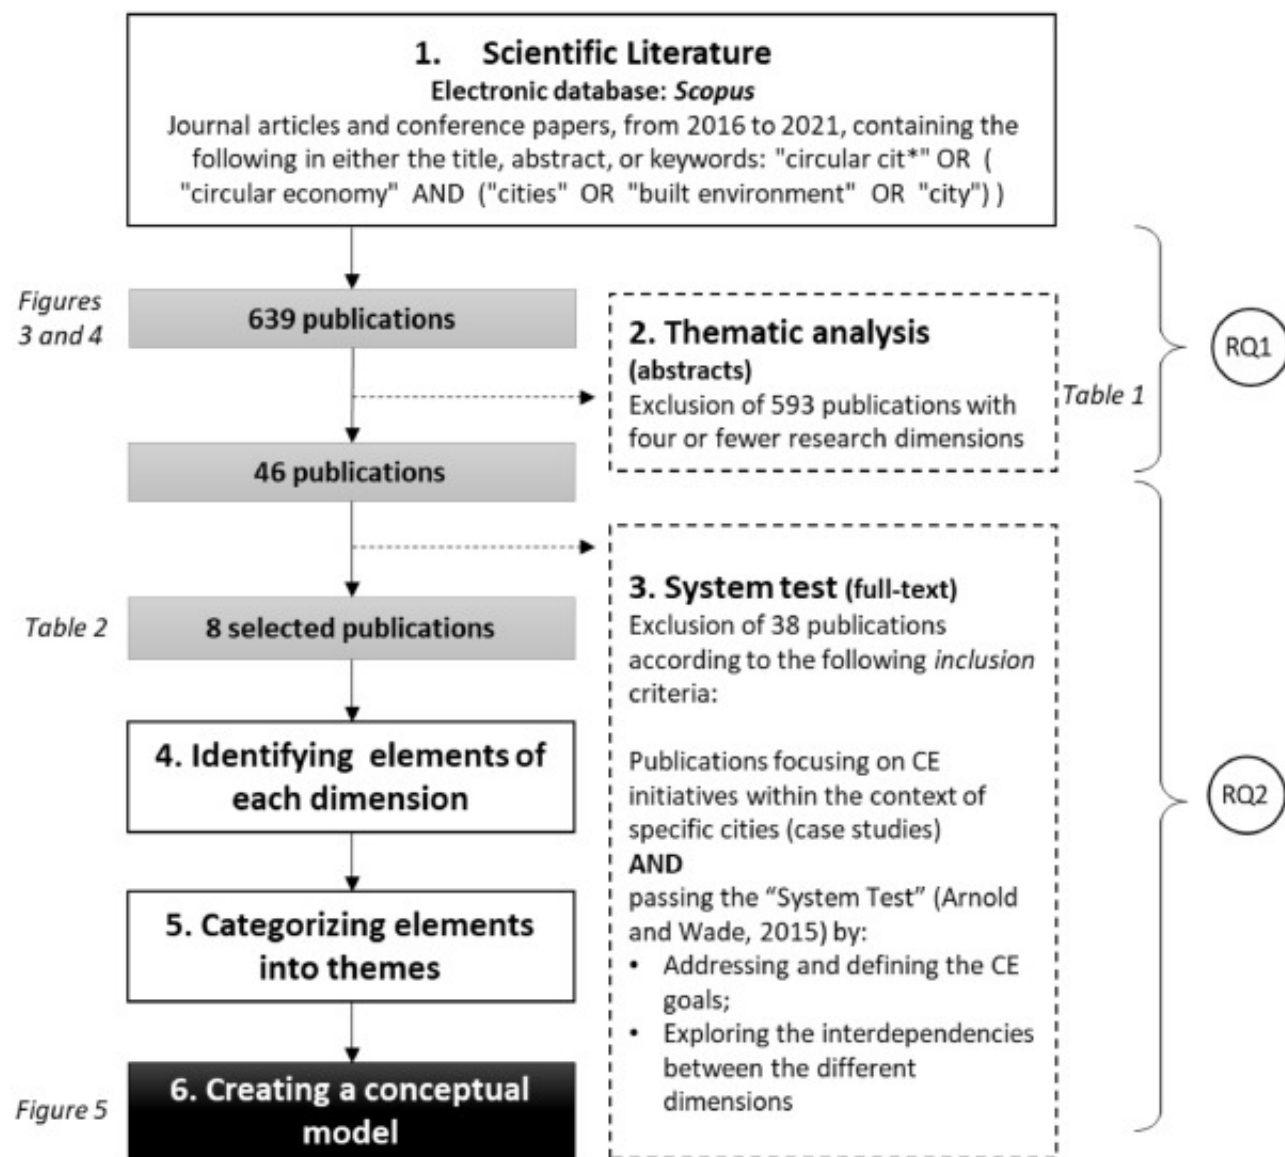 1. Scientific Literature
Electronic database: Scopus
Journal articles and conference papers, from 2016 to 2021, containing the
following in either the title, abstract, or keywords: "circular cit*" OR (
"circular economy" AND ("cities" OR "built environment" OR "city") )
Figures
3 and 4
639 publications
2. Thematic analysis
(abstracts)
Exclusion of 593 publications with
four or fewer research dimensions
Table 1
RQ1
46 publications
Table 2
8 selected publications
3. System test (full-text)
Exclusion of 38 publications
according to the following inclusion
criteria:
Publications focusing on CE
initiatives within the context of
specific cities (case studies)
AND
passing the “System Test” (Arnold
and Wade, 2015) by:
• Addressing and defining the CE
goals;
• Exploring the interdependencies
between the different
dimensions
RQ2
4. Identifying elements of
each dimension
5. Categorizing elements
into themes
Figure 5
6. Creating a conceptual
model